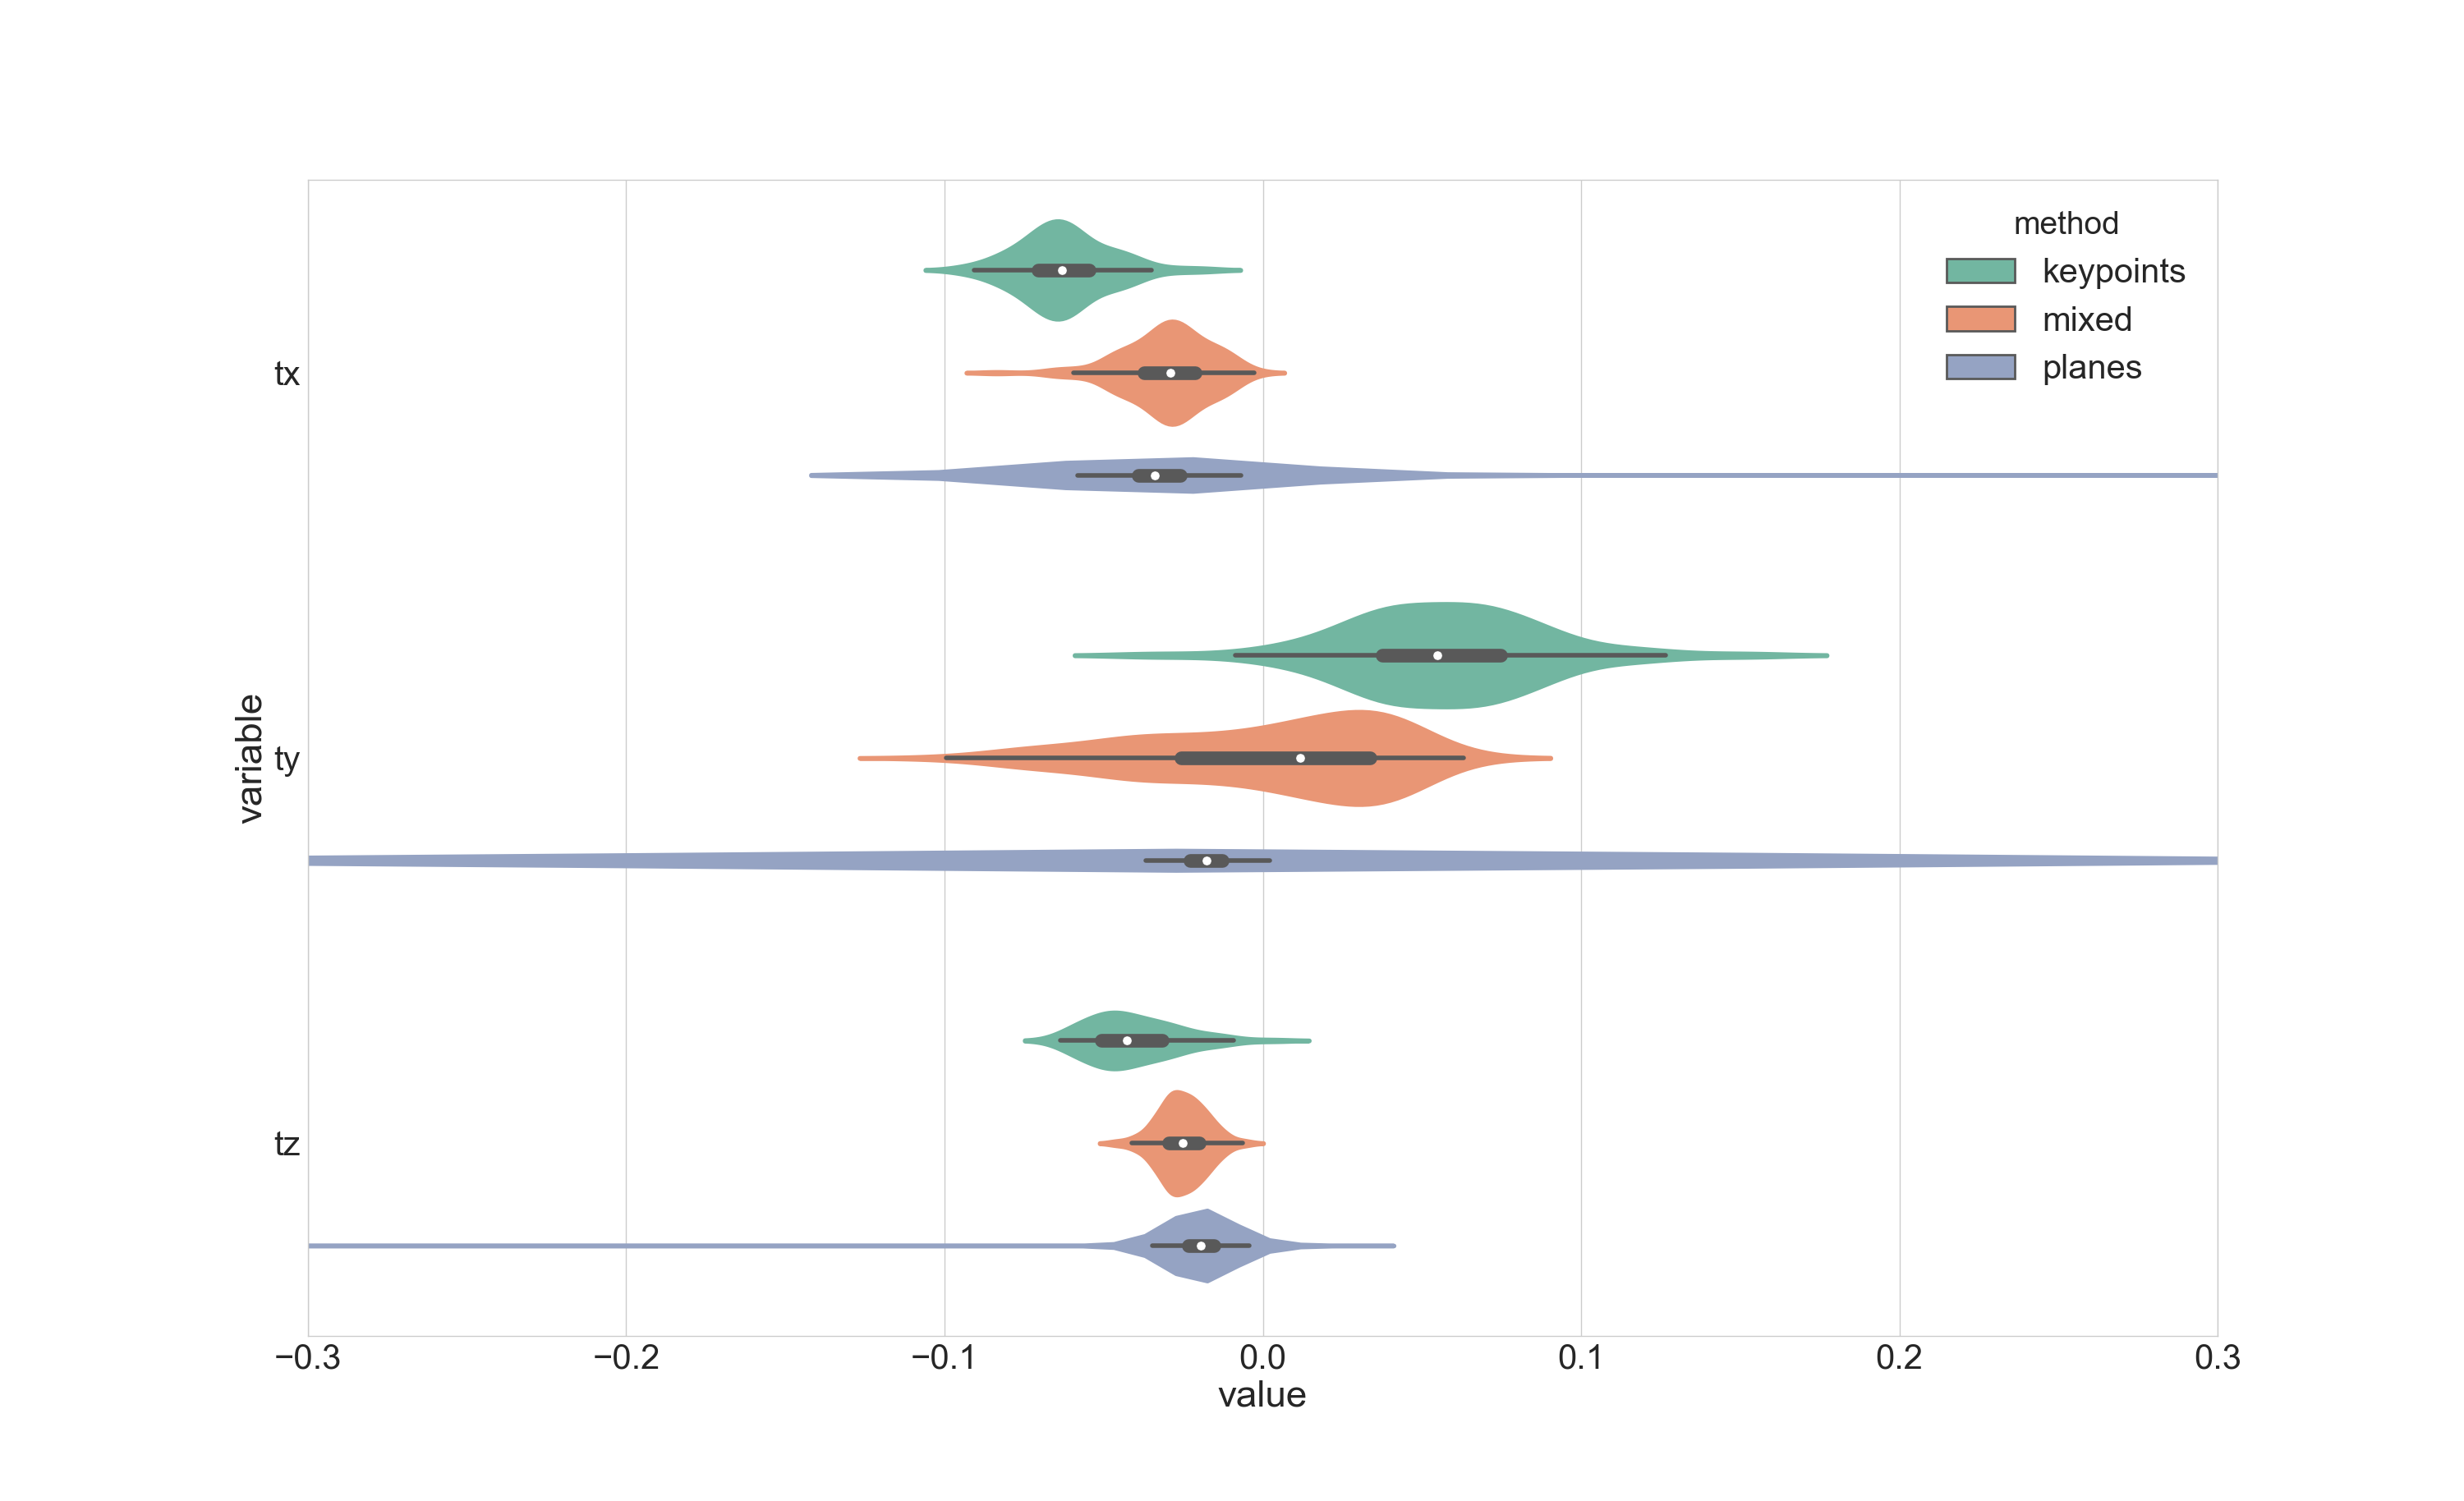 method
keypoints
mixed
planes
tx
ty
tz
variable
−0.3 −0.2 −0.1 0.0 0.1 0.2 0.3
value